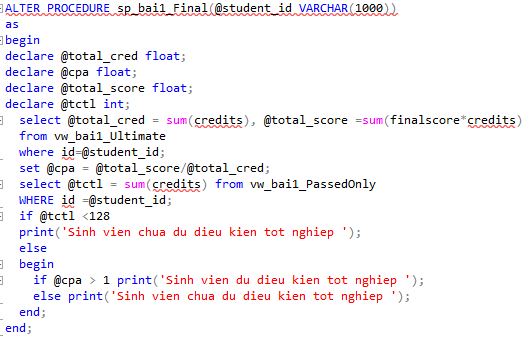 ALTER PROCEDURE sp_bai1_Final(@student_id VARCHAR(1000))
as
begin
declare @total_cred float;
declare @cpa float;
declare @total_score float;
declare @tctl int;
select @total_cred = sum(credits), @total_score =sum(finalscore*credits)
from vw_bai1_Ultimate
where id=@student_id;
set @cpa = @total_score/@total_cred;
select @tctl = sum(credits) from vw_bai1_PassedOnly
WHERE id =@student_id;
if @tctl <128
print('Sinh vien chua du dieu kien tot nghiep ');
else
begin
if @cpa > 1 print('Sinh vien du dieu kien tot nghiep ');
else print('Sinh vien chua du dieu kien tot nghiep ');
end;
end;